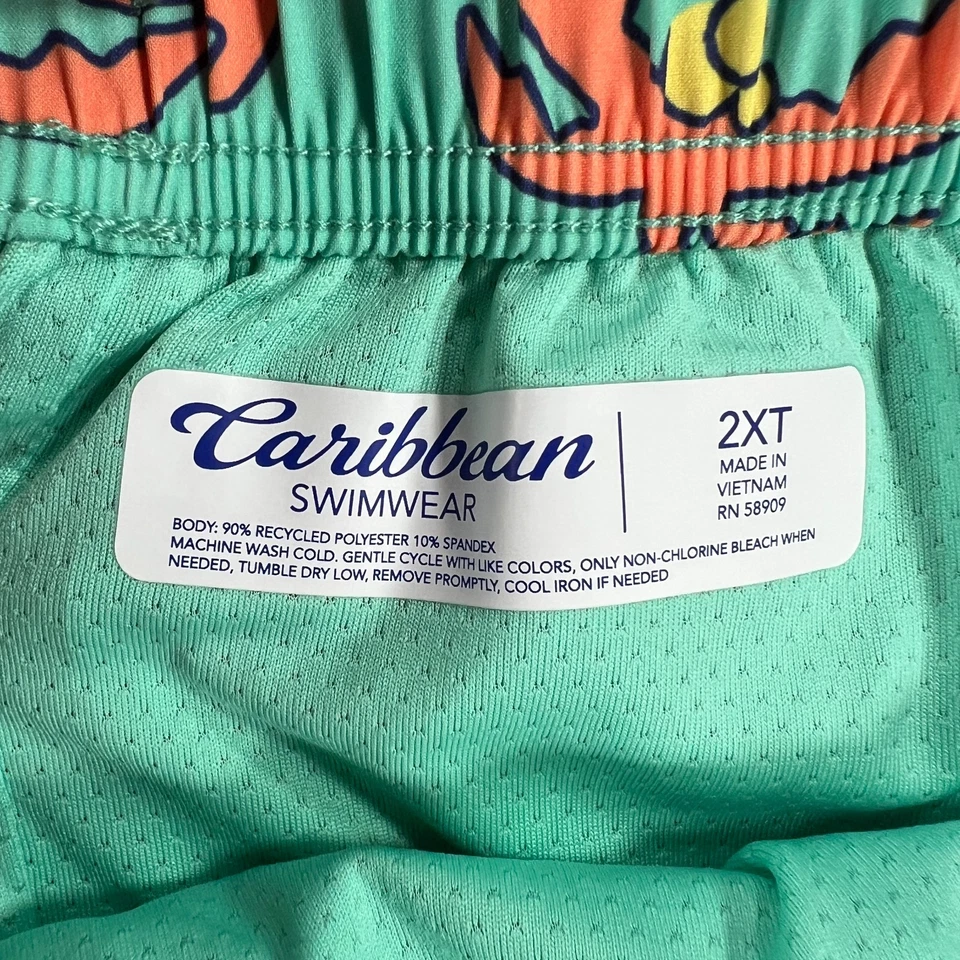 Caribbean
SWIMWEAR
2XT
MADE IN
VIETNAM
RN 58909
BODY: 90% RECYCLED POLYESTER 10% SPANDEX
MACHINE WASH COLD. GENTLE CYCLE WITH LIKE COLORS, ONLY NON-CHLORINE BLEACH WHEN
NEEDED, TUMBLE DRY LOW, REMOVE PROMPTLY, COOL IRON IF NEEDED